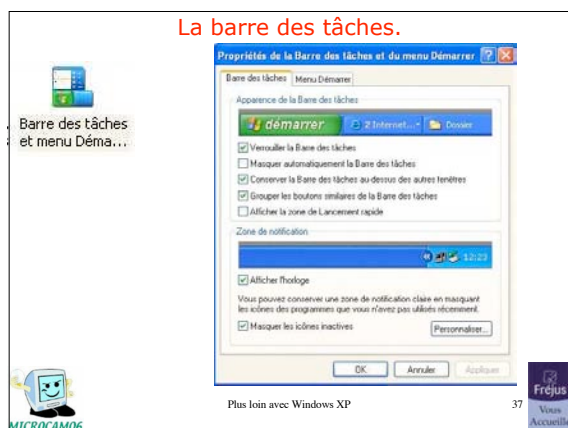 La barre des tâches.
Barre des tâches
et menu Déma...
Propriétés de la Barre des tâches et du menu Démarrer
Barre des tâches
Menu Démarrer
Apparence de la Barre des tâches
démarrer
2 Internet...
Dossier
Verrouiller la Barre des tâches
Masquer automatiquement la Barre des tâches
Conserver la Barre des tâches au-dessus des autres fenêtres
Grouper les boutons similaires de la Barre des tâches
Afficher la zone de Lancement rapide
Zone de notification
12:23
Afficher l'horloge
Vous pouvez conserver une zone de notification claire en masquant
les icônes des programmes que vous n'avez pas utilisés récemment.
Masquer les icônes inactives
Personnaliser...
OK
Annuler
Appliquer
MICROCAM06
Plus loin avec Windows XP
37
Fréjus
Vous
Accueille